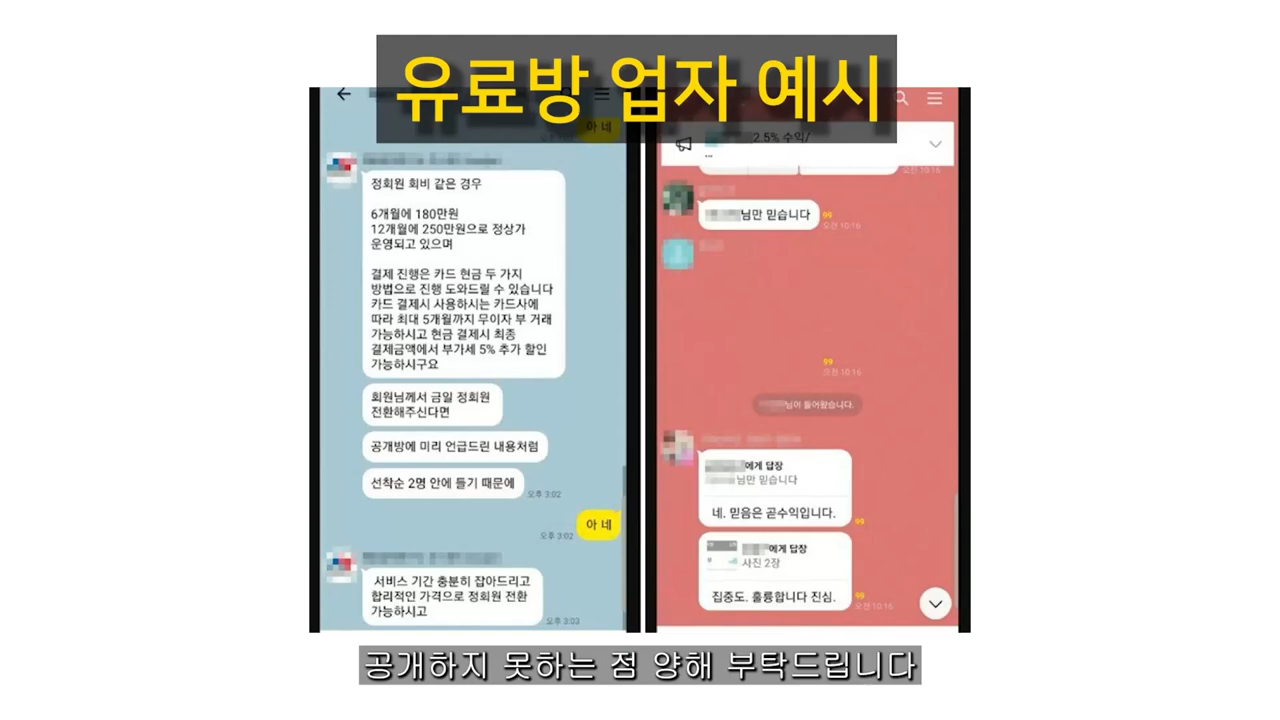 유료방 업자 예시
아 네
정회원 회비 같은 경우
6개월에 180만원
12개월에 250만원으로 정상가
운영되고 있으며
결제 진행은 카드 현금 두 가지
방법으로 진행 도와드릴 수 있습니다
카드 결제시 사용하시는 카드사에
따라 최대 5개월까지 무이자 부 거래
가능하시고 현금 결제시 최종
결제금액에서 부가세 5% 추가 할인
가능하시구요
회원님께서 금일 정회원
전환해주신다면
공개방에 미리 언급드린 내용처럼
선착순 2명 안에 들기 때문에
오후 3:02
아 네
오후 3:02
서비스 기간 충분히 잡아드리고
합리적인 가격으로 정회원 전환
가능하시고
오후 3:03
2.5% 수익/
...
오전 10:16
님만 믿습니다
99
오전 10:16
99
오전 10:16
님이 들어왔습니다.
에게 답장
님만 믿습니다
네. 믿음은 곧수익입니다.
99
에게 답장
사진 2장
집중도. 훌륭합니다 진심.
99
오전 10:16
공개하지 못하는 점 양해 부탁드립니다